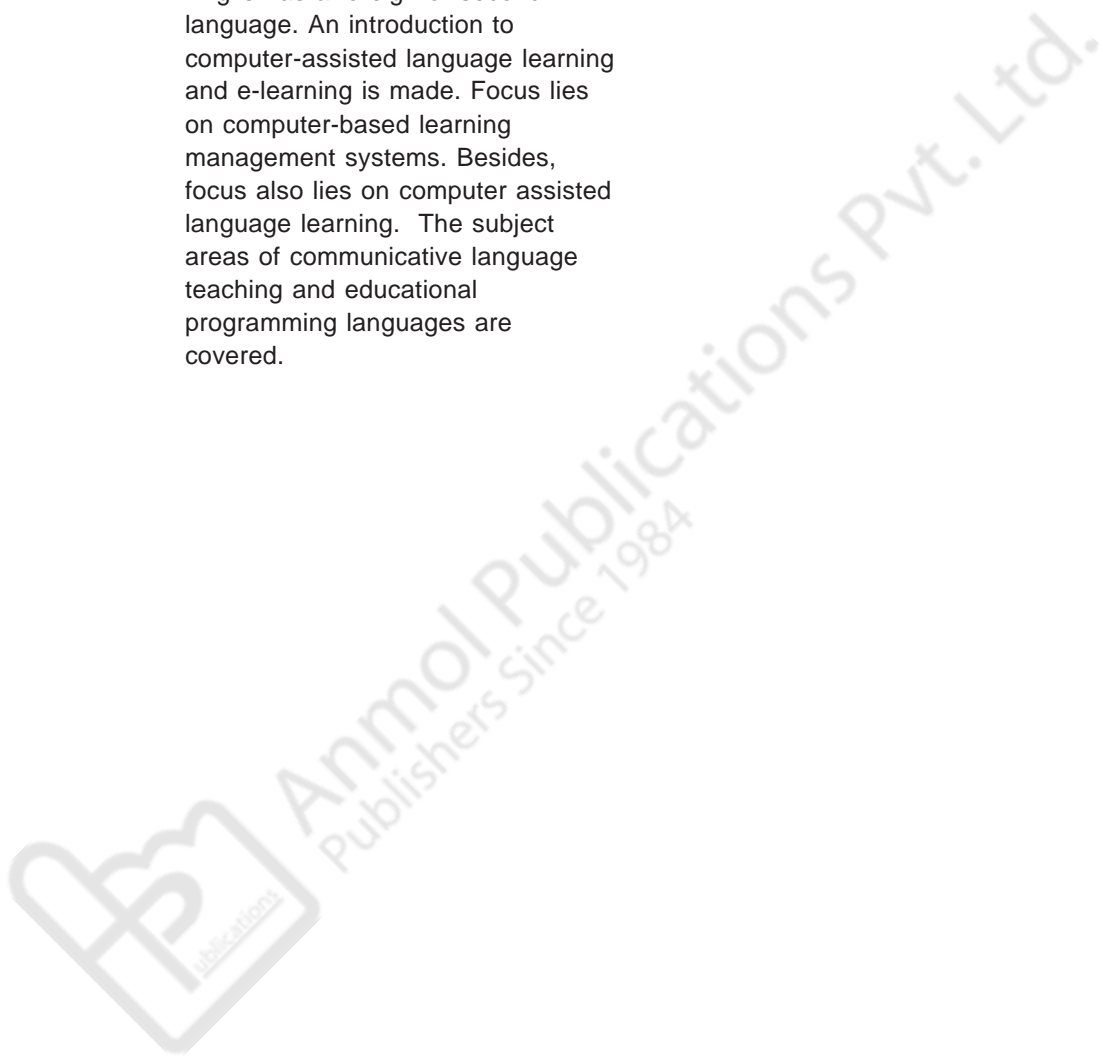 language. An introduction to
computer-assisted language learning
and e-learning is made. Focus lies
on computer-based learning
management systems. Besides,
focus also lies on computer assisted
language learning. The subject
areas of communicative language
teaching and educational
programming languages are
covered.
Anmol Publications Pvt. Ltd.
Publishers Since 1984
Publications